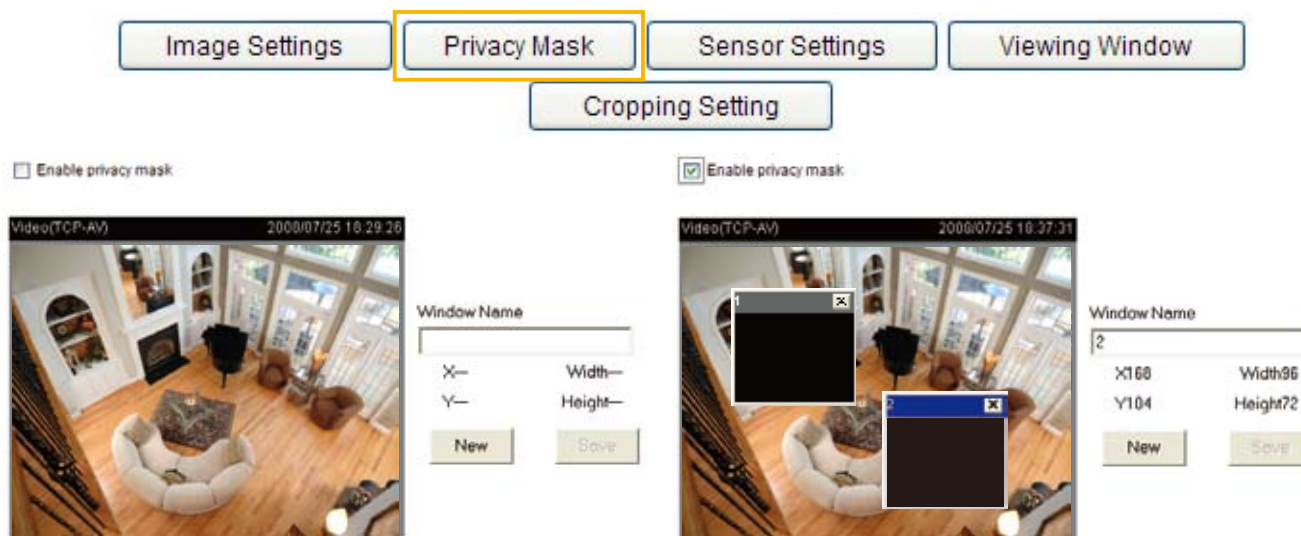 Image Settings
Privacy Mask
Sensor Settings
Viewing Window
Cropping Setting
Enable privacy mask
Video(TCP-AV) 2008/07/25 18:29:26
Window Name
X— Width—
Y— Height—
New Save
Enable privacy mask
Video(TCP-AV) 2008/07/25 18:37:31
1
2
Window Name
2
X168 Width96
Y104 Height72
New Save